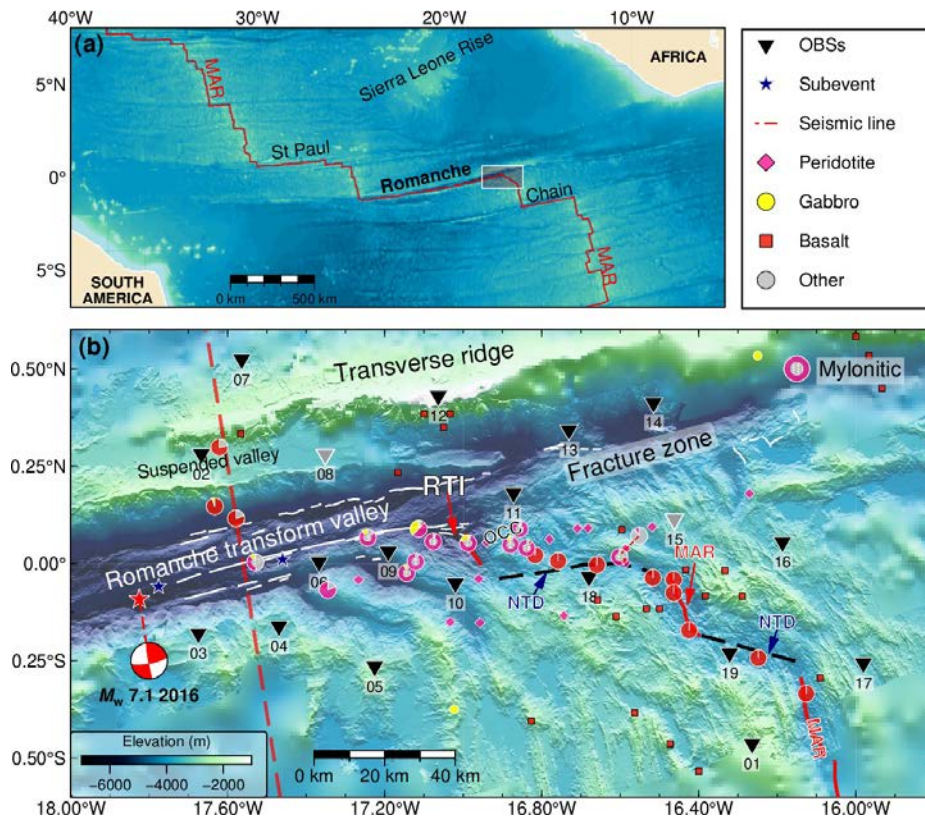 40°W
30°W
20°W
10°W
(a)
AFRICA
Sierra Leone Rise
MAR
5°N
St Paul
0°
Romanche
Chain
MAR
5°S
SOUTH
AMERICA
0 km
500 km
OBSs
Subevent
Seismic line
Peridotite
Gabbro
Basalt
Other
(b)
0.50°N
07
Transverse ridge
Mylonitic
12
14
13
Suspended valley
02
08
0.25°N
Fracture zone
RTI
11
15
Romanche transform valley
OCC
MAR
16
0.00°N
06
09
10
18
NTD
NTD
03
04
05
19
17
0.25°S
Mw 7.1 2016
MAR
01
Elevation (m)
−6000
−4000
−2000
0.50°S
0 km
20 km
40 km
18.00°W
17.60°W
17.20°W
16.80°W
16.40°W
16.00°W